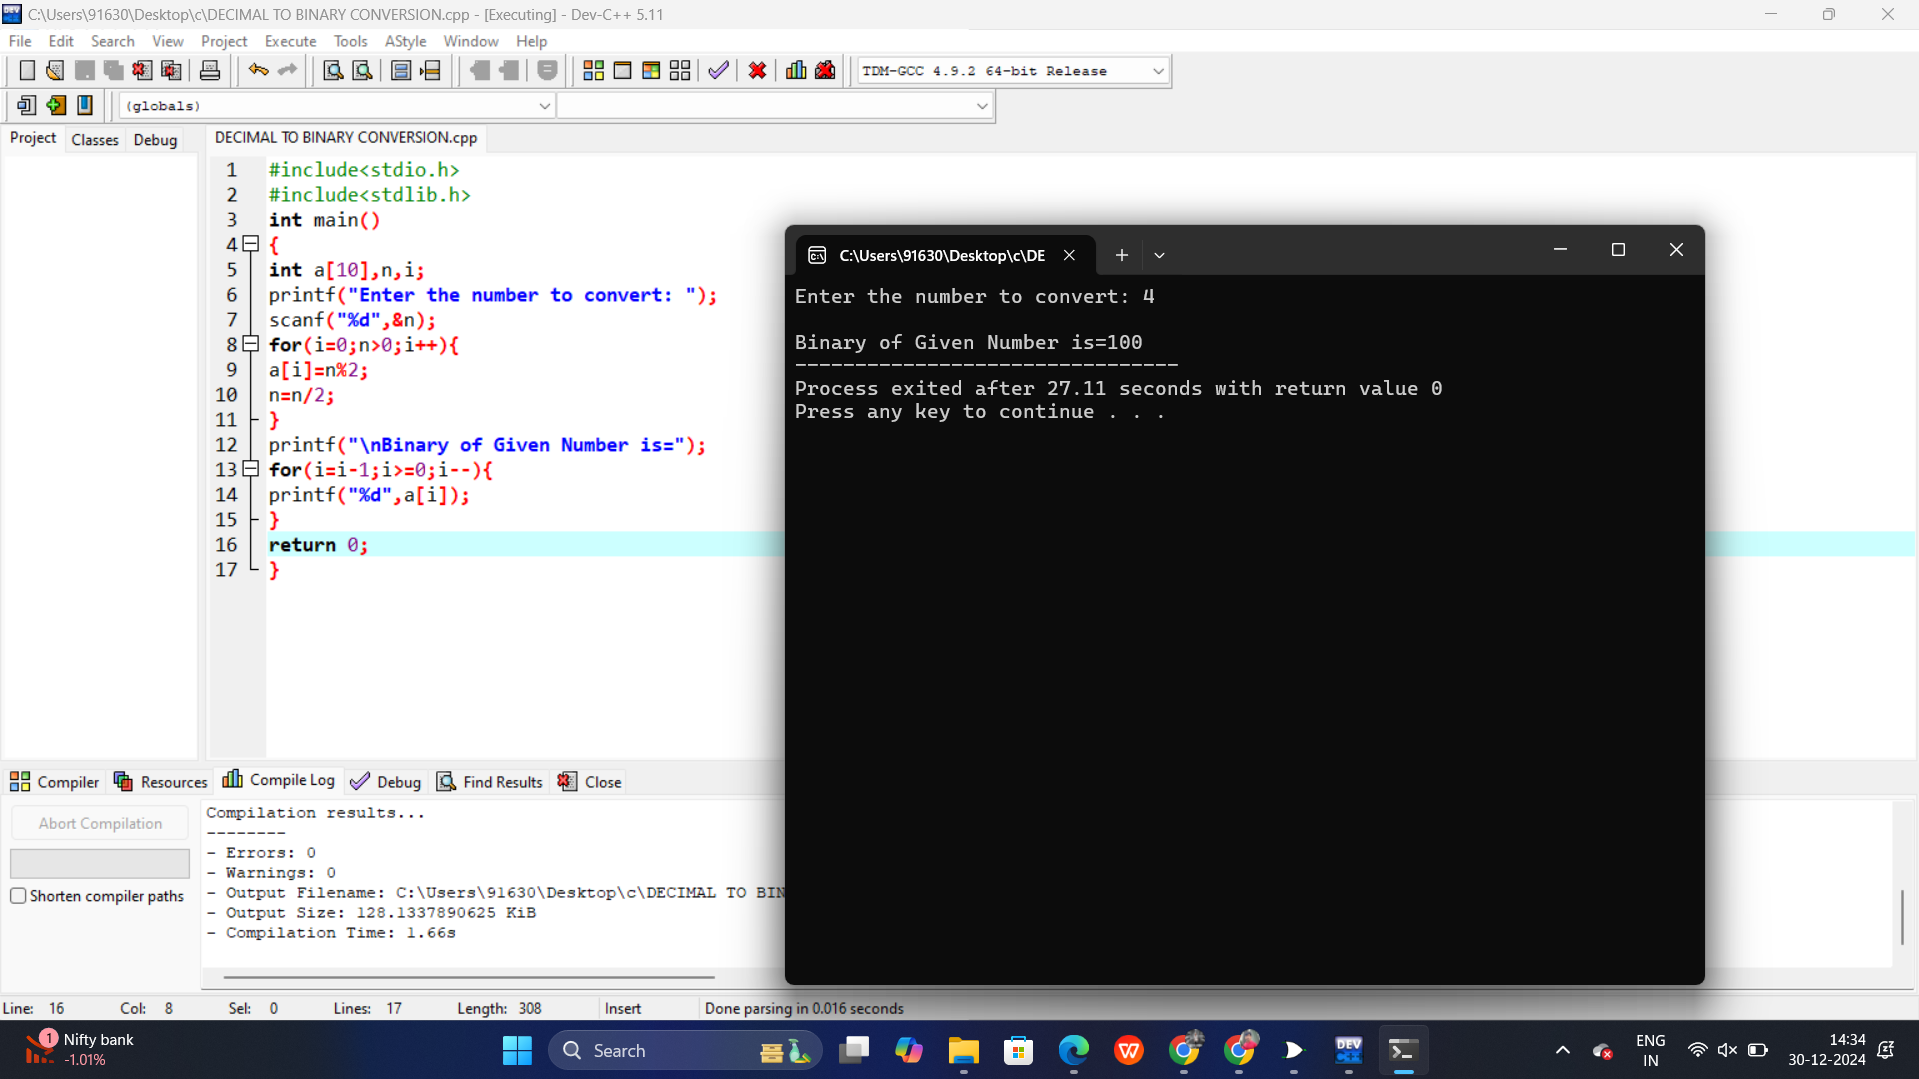 C:\Users\91630\Desktop\c\DECIMAL TO BINARY CONVERSION.cpp - [Executing] - Dev-C++ 5.11
File Edit Search View Project Execute Tools AStyle Window Help
TDM-GCC 4.9.2 64-bit Release
(globals)
Project Classes Debug DECIMAL TO BINARY CONVERSION.cpp
1 #include<stdio.h>
2 #include<stdlib.h>
3 int main()
4 {
5 int a[10],n,i;
6 printf("Enter the number to convert: ");
7 scanf("%d",&n);
8 for(i=0;n>0;i++){
9 a[i]=n%2;
10 n=n/2;
11 }
12 printf("\nBinary of Given Number is=");
13 for(i=i-1;i>=0;i--){
14 printf("%d",a[i]);
15 }
16 return 0;
17 }
C:\Users\91630\Desktop\c\DE
Enter the number to convert: 4
Binary of Given Number is=100
--------------------------------
Process exited after 27.11 seconds with return value 0
Press any key to continue . . .
Compiler Resources Compile Log Debug Find Results Close
Abort Compilation
Shorten compiler paths
Compilation results...
--------
- Errors: 0
- Warnings: 0
- Output Filename: C:\Users\91630\Desktop\c\DECIMAL TO BIN
- Output Size: 128.1337890625 KiB
- Compilation Time: 1.66s
Line: 16 Col: 8 Sel: 0 Lines: 17 Length: 308 Insert Done parsing in 0.016 seconds
1 Nifty bank
-1.01%
Search
DEV
C++
ENG
IN
14:34
30-12-2024